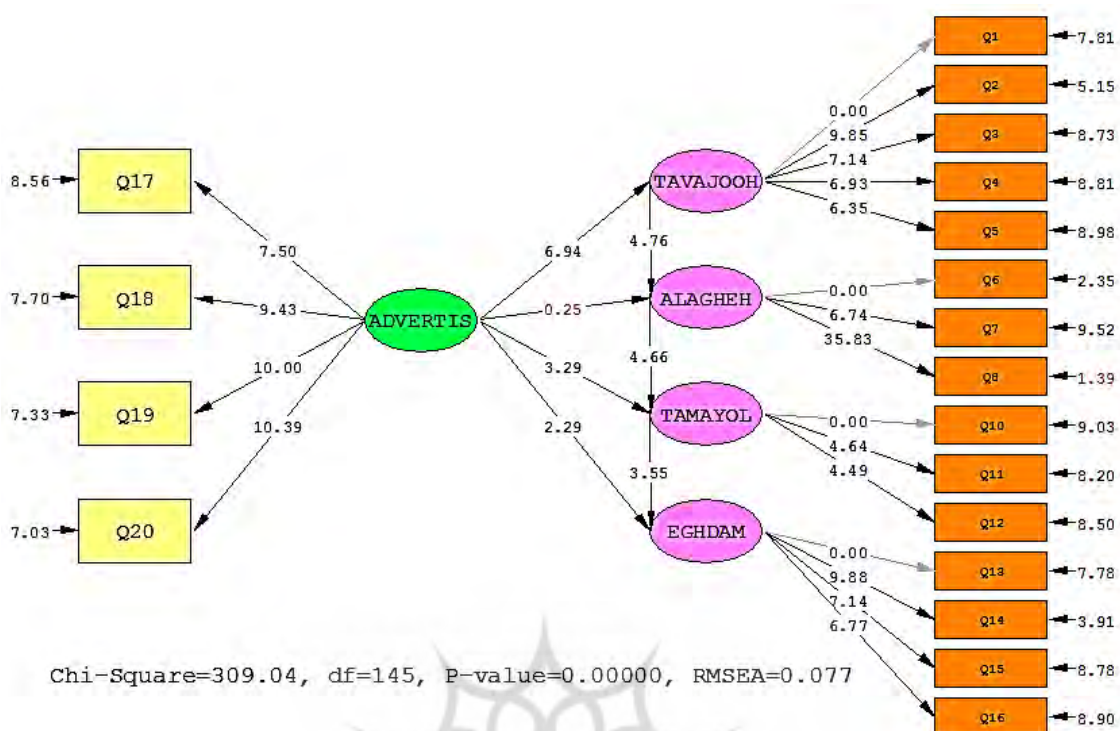 Q1
7.81
Q2
5.15
0.00
9.85
Q3
8.73
7.14
8.56
Q17
TAVAJOOH
6.93
Q4
8.81
6.35
Q5
8.98
7.50
6.94
4.76
Q6
2.35
7.70
Q18
9.43
ADVERTIS
0.25
ALAGHEH
0.00
6.74
Q7
9.52
35.83
10.00
3.29
4.66
Q8
1.39
7.33
Q19
10.39
2.29
TAMAYOL
0.00
Q10
9.03
4.64
4.49
Q11
8.20
3.55
Q12
8.50
7.03
Q20
EGHDAM
0.00
Q13
7.78
9.88
7.14
6.77
Q14
3.91
Q15
8.78
Q16
8.90
Chi-Square=309.04, df=145, P-value=0.00000, RMSEA=0.077